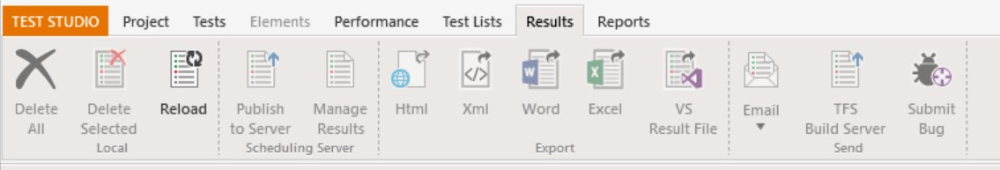 TEST STUDIO Project Tests Elements Performance Test Lists Results Reports
Delete All Delete Selected Reload Publish to Server Manage Results Html Xml Word Excel VS Result File Email TFS Build Server Submit Bug
Local Scheduling Server Export Send